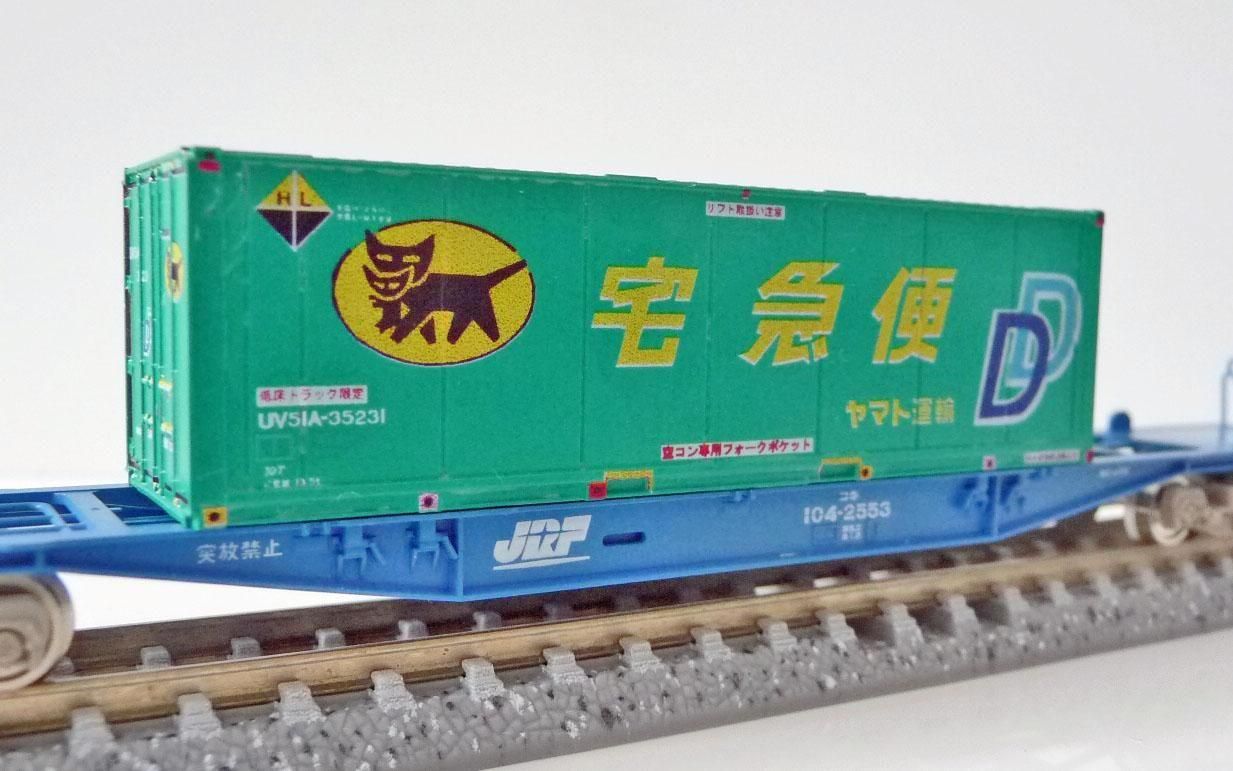 HL
リフト取扱い注意
宅急便
DD
ヤマト運輸
低床トラック限定
UV51A-35231
空コン専用フォークポケット
コキ
104-2553
JRF
突放禁止